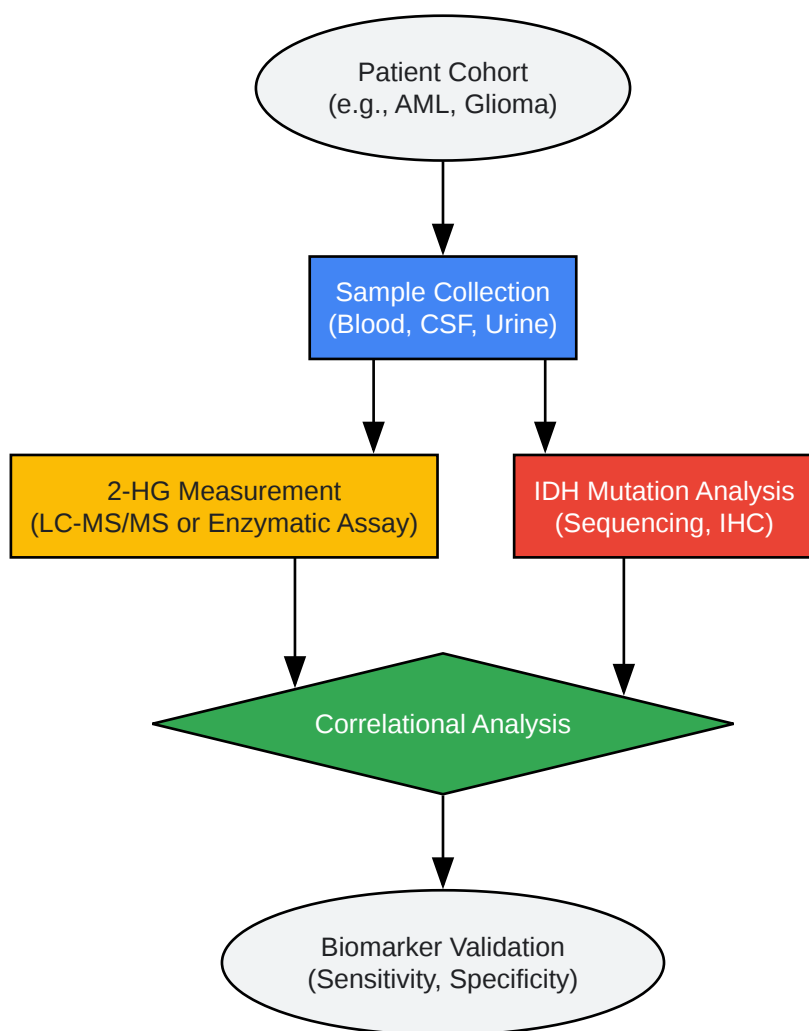 Patient Cohort
(e.g., AML, Glioma)
Sample Collection
(Blood, CSF, Urine)
2-HG Measurement
(LC-MS/MS or Enzymatic Assay)
IDH Mutation Analysis
(Sequencing, IHC)
Correlational Analysis
Biomarker Validation
(Sensitivity, Specificity)